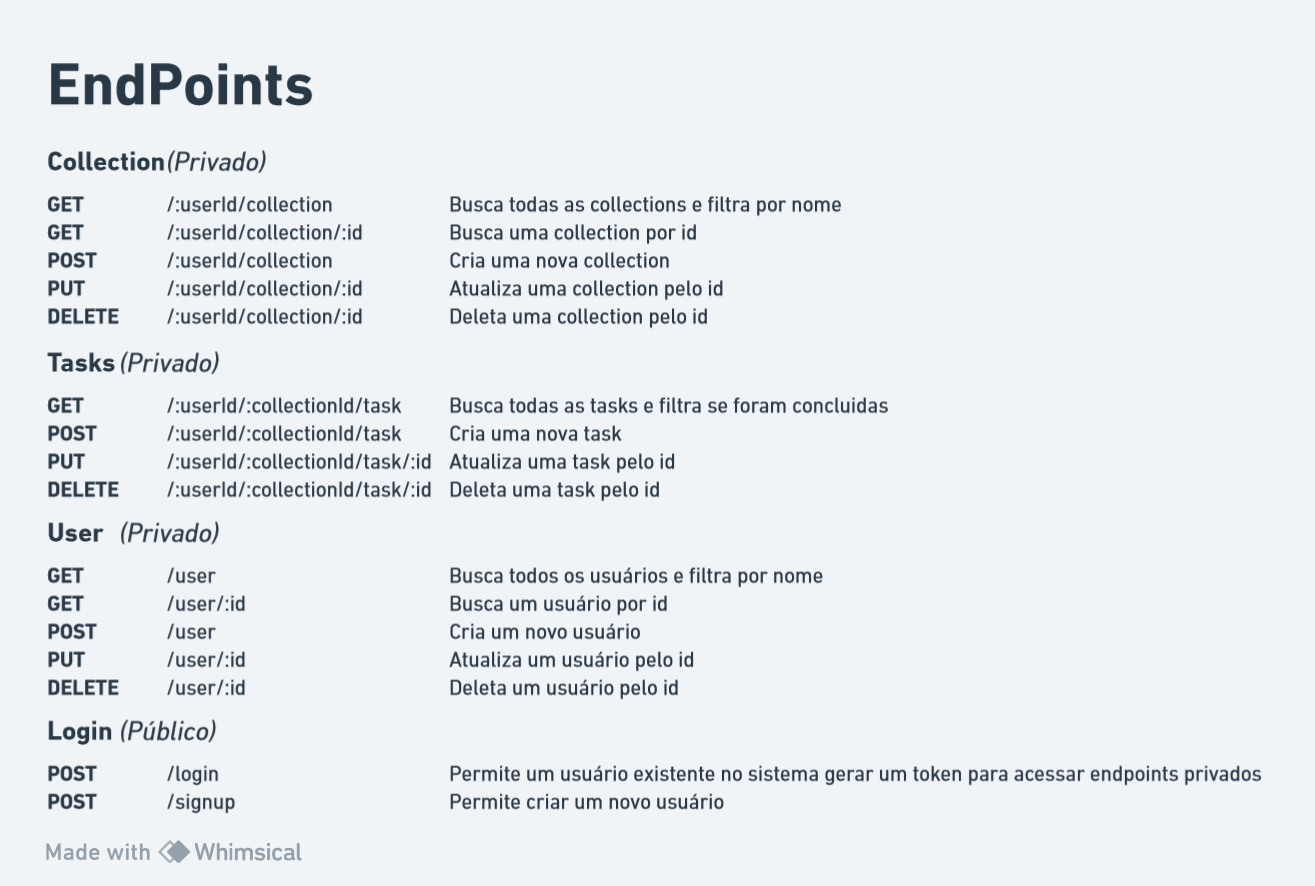 EndPoints
Collection (Privado)
GET /:userId/collection Busca todas as collections e filtra por nome
GET /:userId/collection/:id Busca uma collection por id
POST /:userId/collection Cria uma nova collection
PUT /:userId/collection/:id Atualiza uma collection pelo id
DELETE /:userId/collection/:id Deleta uma collection pelo id
Tasks (Privado)
GET /:userId/:collectionId/task Busca todas as tasks e filtra se foram concluidas
POST /:userId/:collectionId/task Cria uma nova task
PUT /:userId/:collectionId/task/:id Atualiza uma task pelo id
DELETE /:userId/:collectionId/task/:id Deleta uma task pelo id
User (Privado)
GET /user Busca todos os usuários e filtra por nome
GET /user/:id Busca um usuário por id
POST /user Cria um novo usuário
PUT /user/:id Atualiza um usuário pelo id
DELETE /user/:id Deleta um usuário pelo id
Login (Público)
POST /login Permite um usuário existente no sistema gerar um token para acessar endpoints privados
POST /signup Permite criar um novo usuário
Made with Whimsical